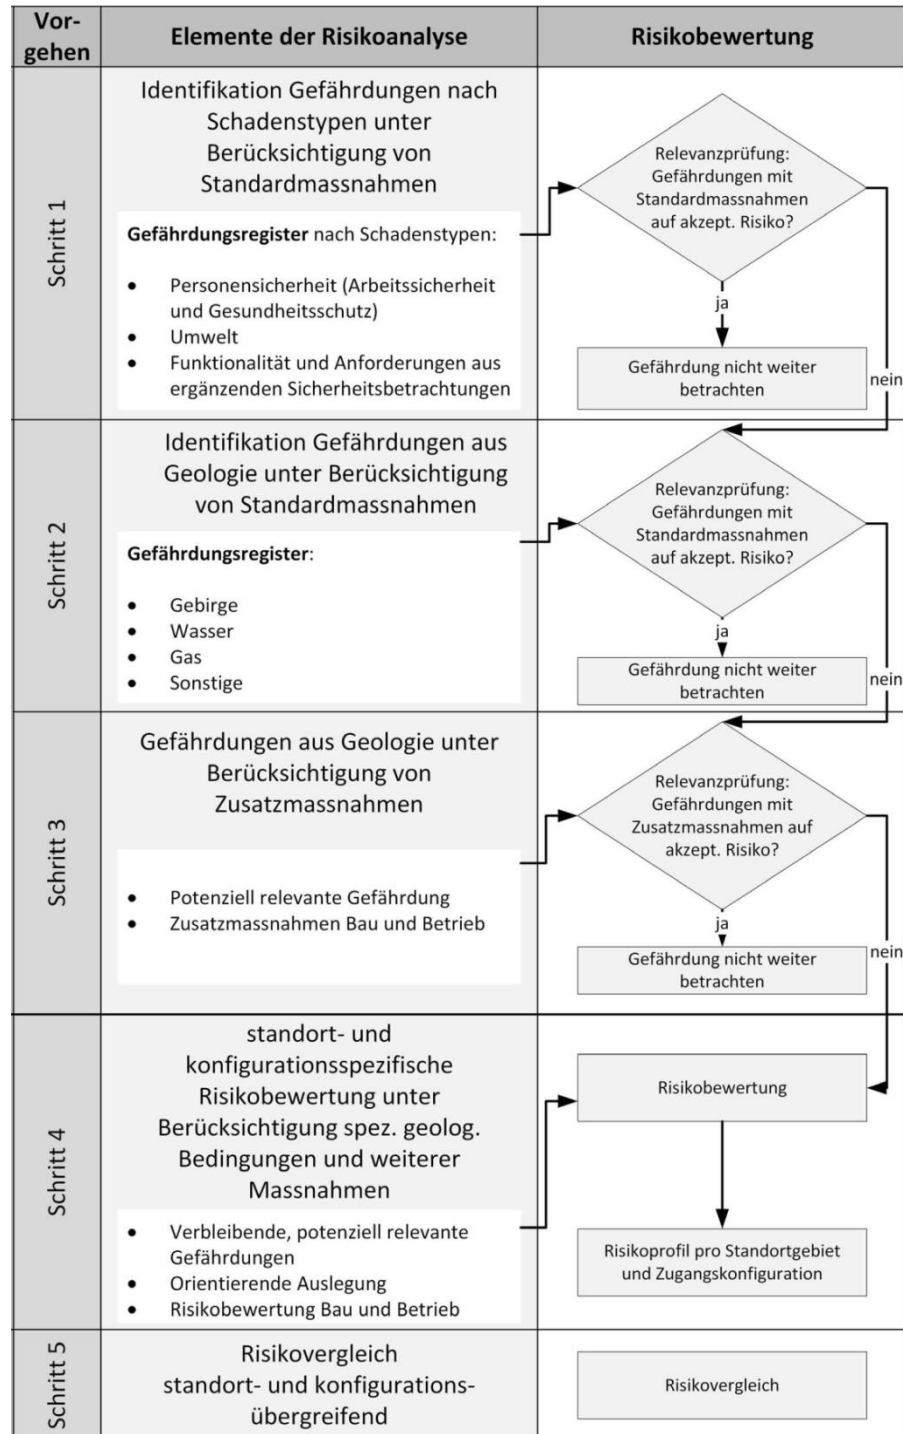 Vor-
gehen
Elemente der Risikoanalyse
Risikobewertung
Schritt 1
Identifikation Gefährdungen nach
Schadenstypen unter
Berücksichtigung von
Standardmassnahmen
Gefährdungsregister nach Schadenstypen:
• Personensicherheit (Arbeitssicherheit
und Gesundheitsschutz)
• Umwelt
• Funktionalität und Anforderungen aus
ergänzenden Sicherheitsbetrachtungen
Relevanzprüfung:
Gefährdungen mit
Standardmassnahmen
auf akzept. Risiko?
ja
Gefährdung nicht weiter
betrachten
nein
Schritt 2
Identifikation Gefährdungen aus
Geologie unter Berücksichtigung
von Standardmassnahmen
Gefährdungsregister:
• Gebirge
• Wasser
• Gas
• Sonstige
Relevanzprüfung:
Gefährdungen mit
Standardmassnahmen
auf akzept. Risiko?
ja
Gefährdung nicht weiter
betrachten
nein
Schritt 3
Gefährdungen aus Geologie unter
Berücksichtigung von
Zusatzmassnahmen
• Potenziell relevante Gefährdung
• Zusatzmassnahmen Bau und Betrieb
Relevanzprüfung:
Gefährdungen mit
Zusatzmassnahmen auf
akzept. Risiko?
ja
Gefährdung nicht weiter
betrachten
nein
Schritt 4
standort- und
konfigurationsspezifische
Risikobewertung unter
Berücksichtigung spez. geolog.
Bedingungen und weiterer
Massnahmen
• Verbleibende, potenziell relevante
Gefährdungen
• Orientierende Auslegung
• Risikobewertung Bau und Betrieb
Risikobewertung
Risikoprofil pro Standortgebiet
und Zugangskonfiguration
Schritt 5
Risikovergleich
standort- und konfigurations-
übergreifend
Risikovergleich